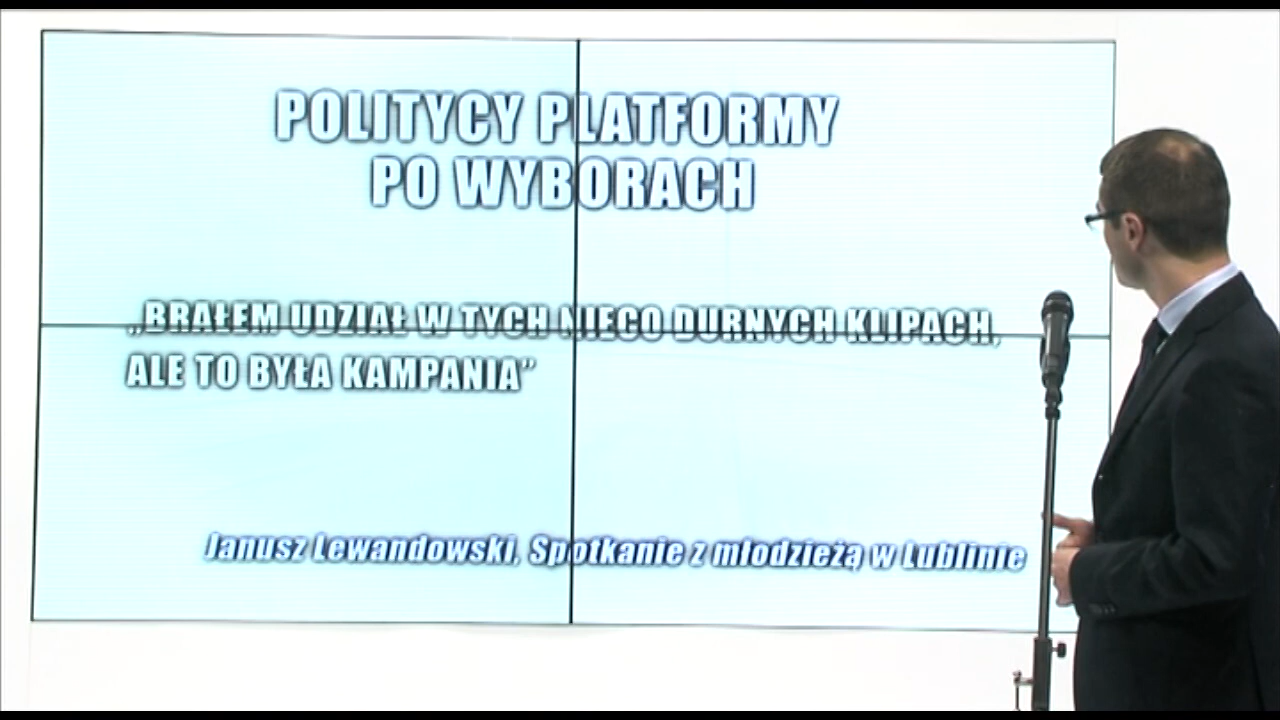 POLITYCY PLATFORMY
PO WYBORACH
„BRAŁEM UDZIAŁ W TYCH NIECO DURNYCH KLIPACH,
ALE TO BYŁA KAMPANIA”
Janusz Lewandowski, Spotkanie z młodzieżą w Lublinie